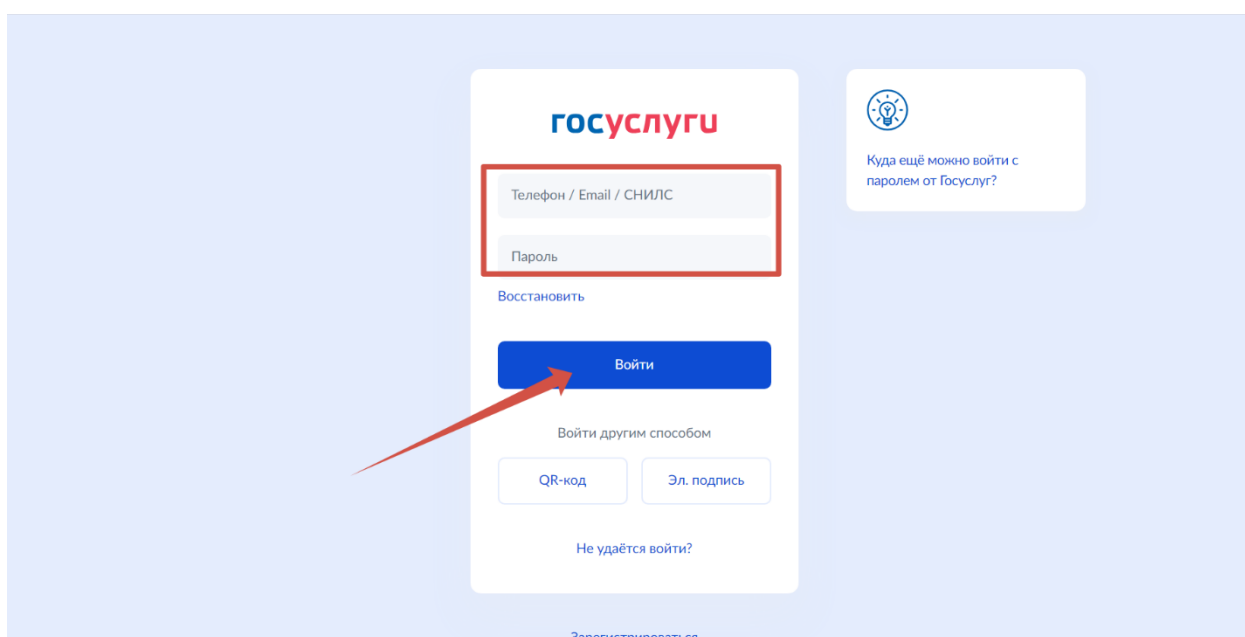 госуслуги
Телефон / Email / СНИЛС
Пароль
Восстановить
Войти
Войти другим способом
QR-код
Эл. подпись
Не удаётся войти?
Зарегистрироваться
Куда ещё можно войти с
паролем от Госуслуг?